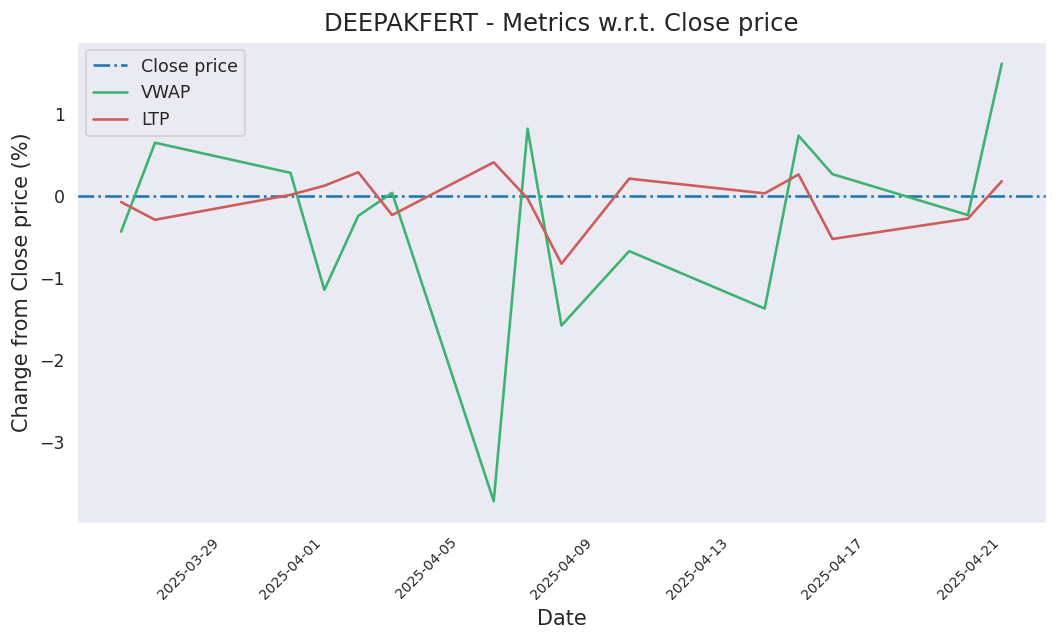 DEEPAKFERT - Metrics w.r.t. Close price
Close price
VWAP
LTP
Change from Close price (%)
1
0
−1
−2
−3
2025-03-29
2025-04-01
2025-04-05
2025-04-09
2025-04-13
2025-04-17
2025-04-21
Date